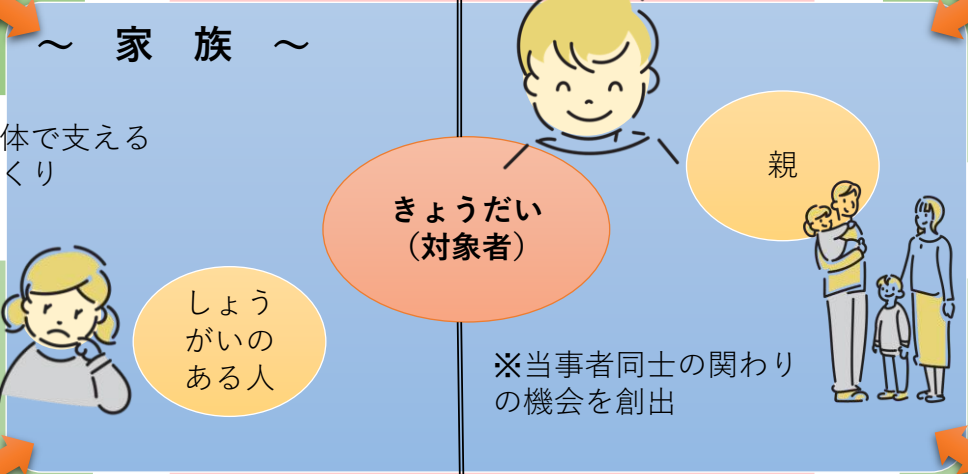 ～ 家 族 ～
体で支える
くり
きょうだい
（対象者）
親
しょう
がいの
ある人
※当事者同士の関わり
の機会を創出